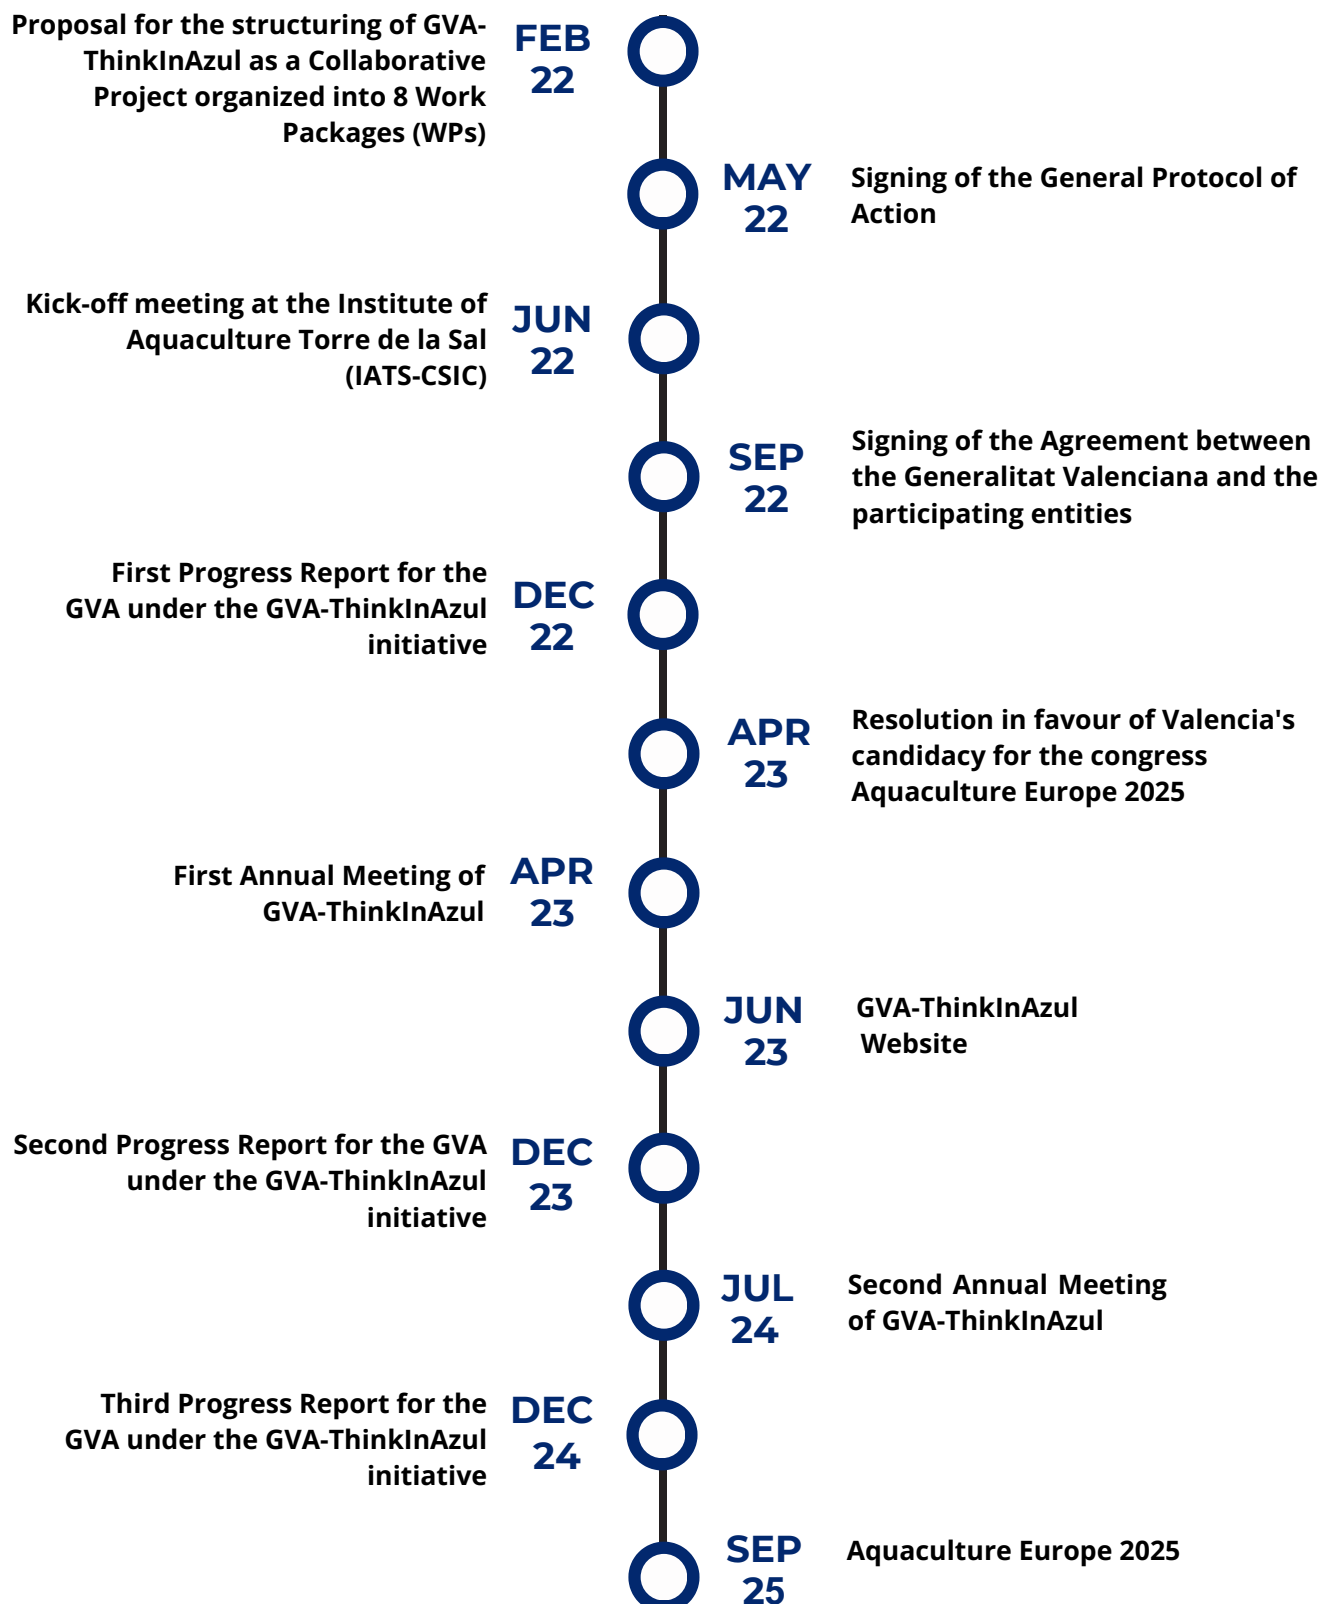 Proposal for the structuring of GVA-
ThinkInAzul as a Collaborative
Project organized into 8 Work
Packages (WPs)
FEB
22
MAY
22
Signing of the General Protocol of
Action
Kick-off meeting at the Institute of
Aquaculture Torre de la Sal
(IATS-CSIC)
JUN
22
SEP
22
Signing of the Agreement between
the Generalitat Valenciana and the
participating entities
First Progress Report for the
GVA under the GVA-ThinkInAzul
initiative
DEC
22
APR
23
Resolution in favour of Valencia's
candidacy for the congress
Aquaculture Europe 2025
First Annual Meeting of
GVA-ThinkInAzul
APR
23
JUN
23
GVA-ThinkInAzul
Website
Second Progress Report for the GVA
under the GVA-ThinkInAzul
initiative
DEC
23
JUL
24
Second Annual Meeting
of GVA-ThinkInAzul
Third Progress Report for the
GVA under the GVA-ThinkInAzul
initiative
DEC
24
SEP
25
Aquaculture Europe 2025